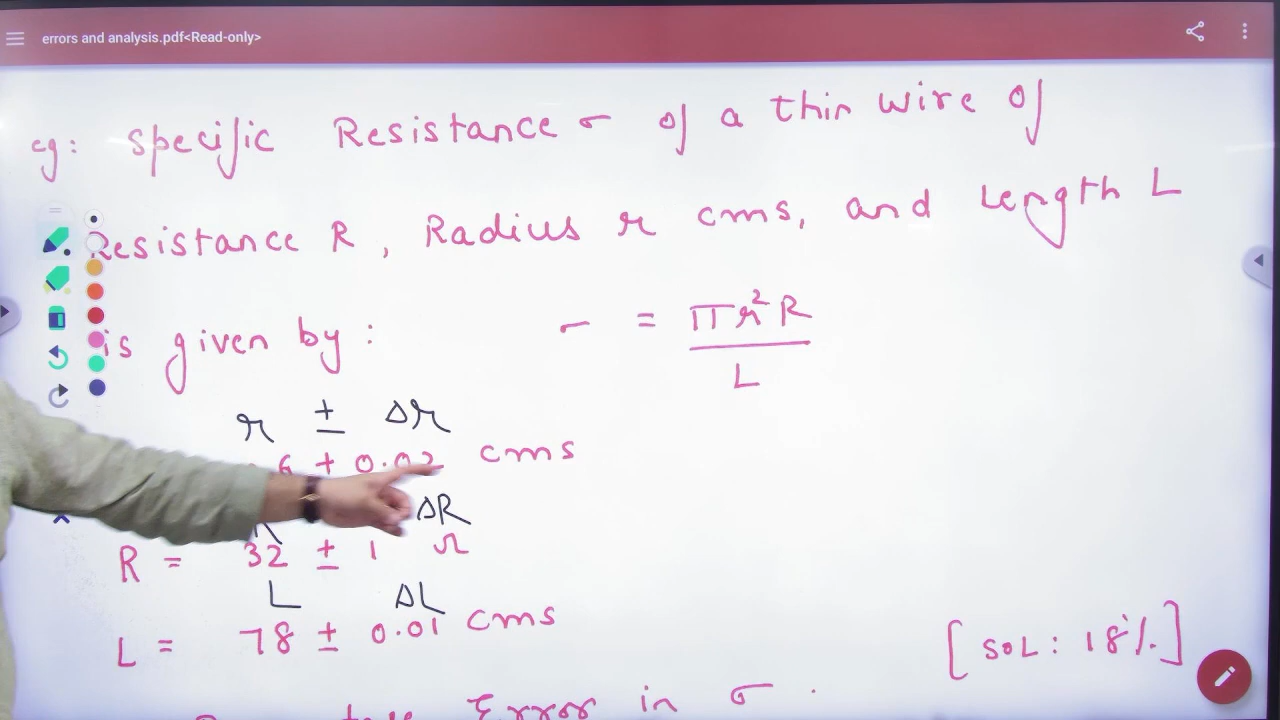 errors and analysis.pdf<Read-only>
eg: Specific Resistance σ of a thin wire of
Resistance R, Radius r cms, and Length L
is given by: σ = πr²R / L
r ± Δr
± 0.02 cms
ΔR
R = 32 ± 1 Ω
L ΔL
L = 78 ± 0.01 cms
[SOL: 18%.]
Error in σ.